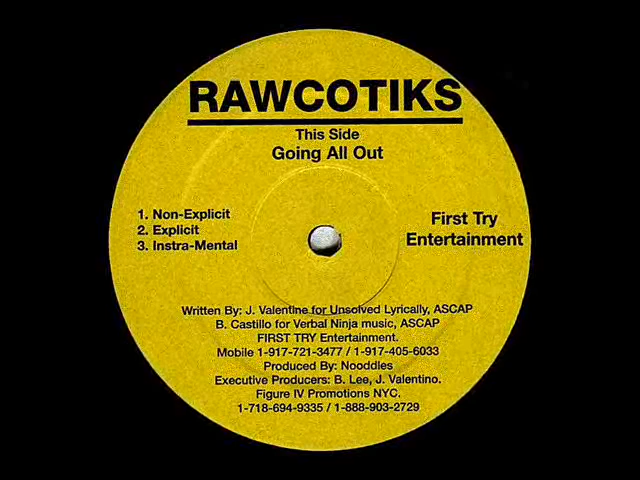 RAWCOTIKS
This Side
Going All Out
1. Non-Explicit
2. Explicit
3. Instra-Mental
First Try
Entertainment
Written By: J. Valentine for Unsolved Lyrically, ASCAP
B. Castillo for Verbal Ninja music, ASCAP
FIRST TRY Entertainment.
Mobile 1-917-721-3477 / 1-917-405-6033
Produced By: Nooddles
Executive Producers: B. Lee, J. Valentino.
Figure IV Promotions NYC.
1-718-694-9335 / 1-888-903-2729